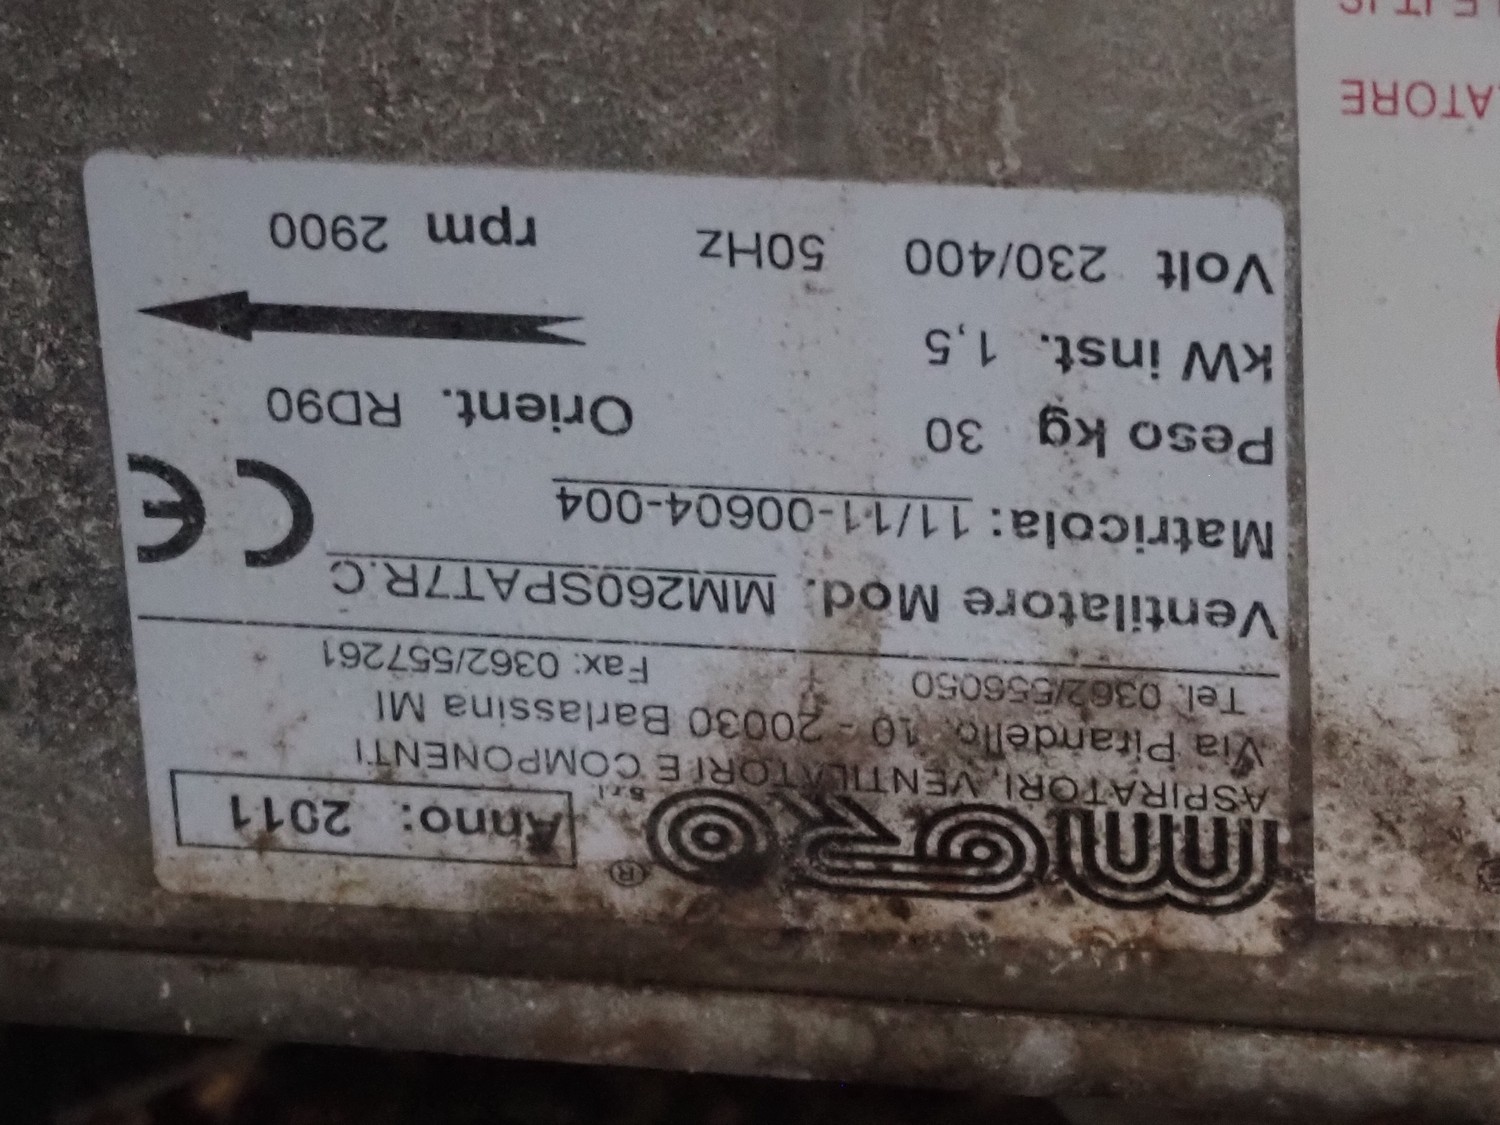 moro s.r.l. ®
Anno: 2011
ASPIRATORI, VENTILATORI E COMPONENTI
Via Pirandello, 10 - 20030 Barlassina MI
Tel. 0362/556050 Fax: 0362/557261
Ventilatore Mod. MM260SPAT7R.C
Matricola: 11/11-00604-004
CE
Peso kg 30 Orient. RD90
kW inst. 1,5
Volt 230/400 50Hz rpm 2900